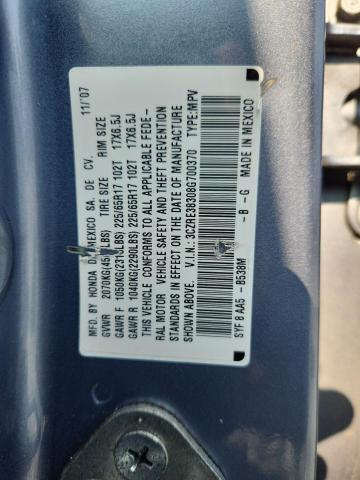 MFD. BY HONDA DE MEXICO SA. DE CV. 11/'07
GVWR 2070KG(45 LBS) TIRE SIZE RIM SIZE
GAWR F 1050KG(2310LBS) 225/65R17 102T 17X6.5J
GAWR R 1040KG(2290LBS) 225/65R17 102T 17X6.5J
THIS VEHICLE CONFORMS TO ALL APPLICABLE FEDE-
RAL MOTOR VEHICLE SAFETY AND THEFT PREVENTION
STANDARDS IN EFFECT ON THE DATE OF MANUFACTURE
SHOWN ABOVE. V.I.N.: 3CZRE38308G700370 TYPE:MPV
SYF 8 AA5 -B538M -B -G MADE IN MEXICO